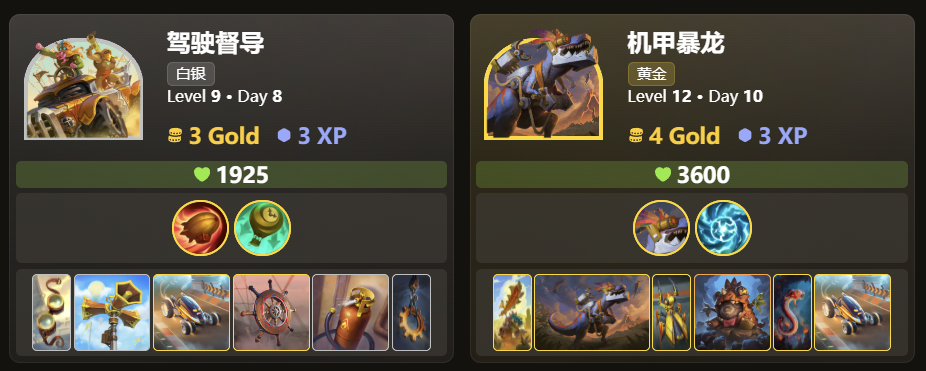 驾驶督导
白银
Level 9 • Day 8
3 Gold 3 XP
1925
机甲暴龙
黄金
Level 12 • Day 10
4 Gold 3 XP
3600